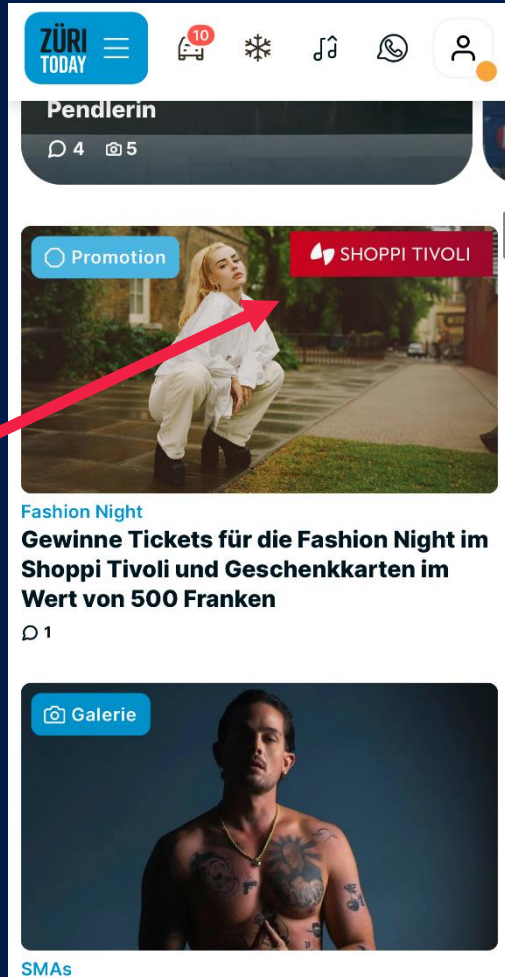 ZÜRI
TODAY
10
Pendlerin
4 5
Promotion
SHOPPI TIVOLI
Fashion Night
Gewinne Tickets für die Fashion Night im
Shoppi Tivoli und Geschenkkarten im
Wert von 500 Franken
1
Galerie
SMAs